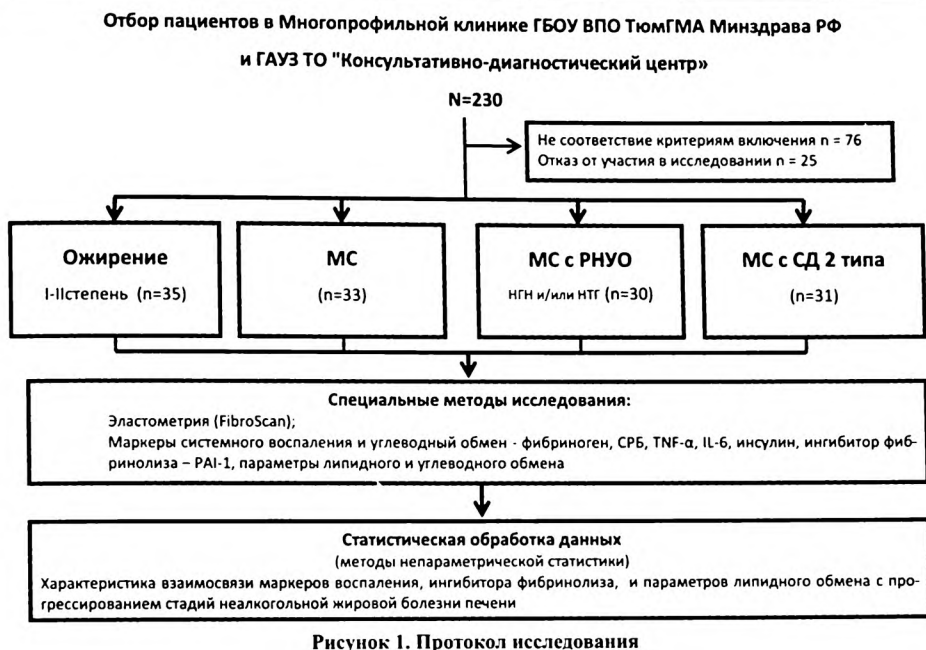 Отбор пациентов в Многопрофильной клинике ГБОУ ВПО ТюмГМА Минздрава РФ
и ГАУЗ ТО "Консультативно-диагностический центр»
N=230
Не соответствие критериям включения n = 76
Отказ от участия в исследовании n = 25
Ожирение
I-IIстепень (n=35)
МС
(n=33)
МС с РНУО
НГН и/или НТГ (n=30)
МС с СД 2 типа
(n=31)
Специальные методы исследования:
Эластометрия (FibroScan);
Маркеры системного воспаления и углеводный обмен - фибриноген, СРБ, TNF-α, IL-6, инсулин, ингибитор фиб-
ринолиза – PAI-1, параметры липидного и углеводного обмена
Статистическая обработка данных
(методы непараметрической статистики)
Характеристика взаимосвязи маркеров воспаления, ингибитора фибринолиза, и параметров липидного обмена с про-
грессированием стадий неалкогольной жировой болезни печени
Рисунок 1. Протокол исследования